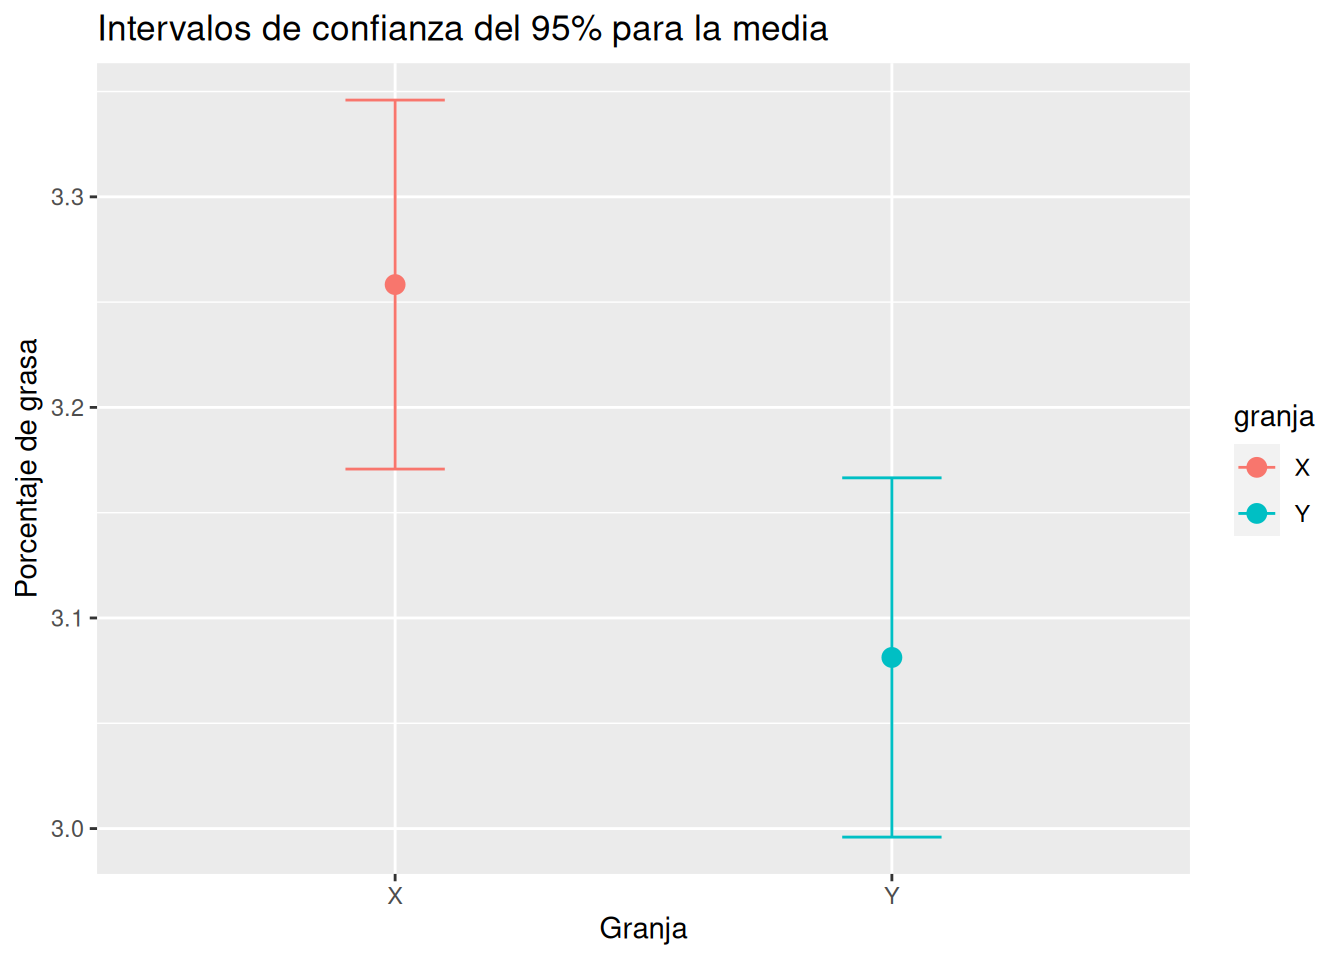 Intervalos de confianza del 95% para la media
Porcentaje de grasa
3.3
3.2
3.1
3.0
X
Y
Granja
granja
X
Y